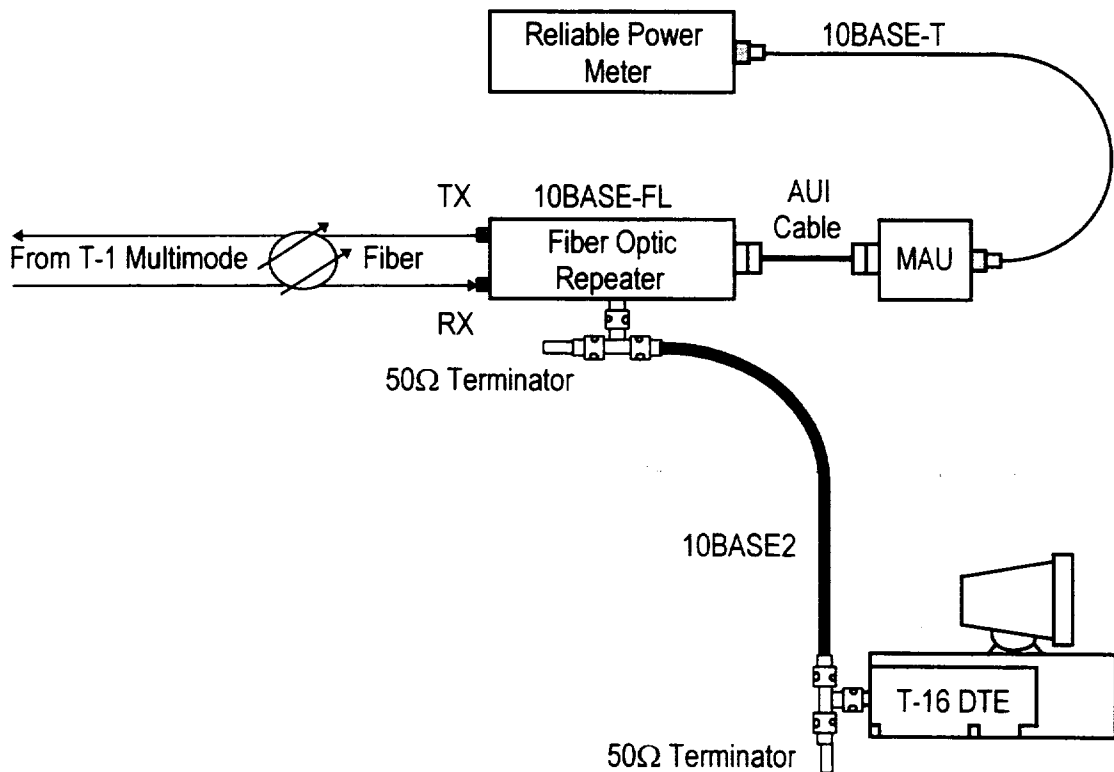 Reliable Power
Meter
10BASE-T
TX
10BASE-FL
AUI
Cable
From T-1 Multimode
Fiber
Fiber Optic
Repeater
MAU
RX
50Ω Terminator
10BASE2
T-16 DTE
50Ω Terminator